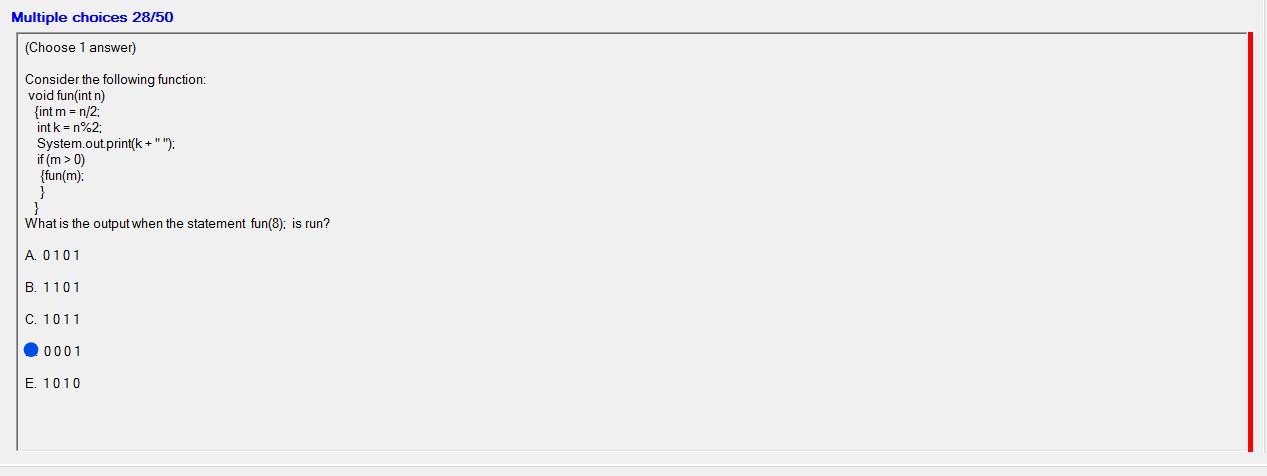 Multiple choices 28/50
(Choose 1 answer)
Consider the following function:
void fun(int n)
{int m = n/2;
int k = n%2;
System.out.print(k + " ");
if (m > 0)
{fun(m);
}
}
What is the output when the statement fun(8); is run?
A. 0 1 0 1
B. 1 1 0 1
C. 1 0 1 1
0 0 0 1
E. 1 0 1 0